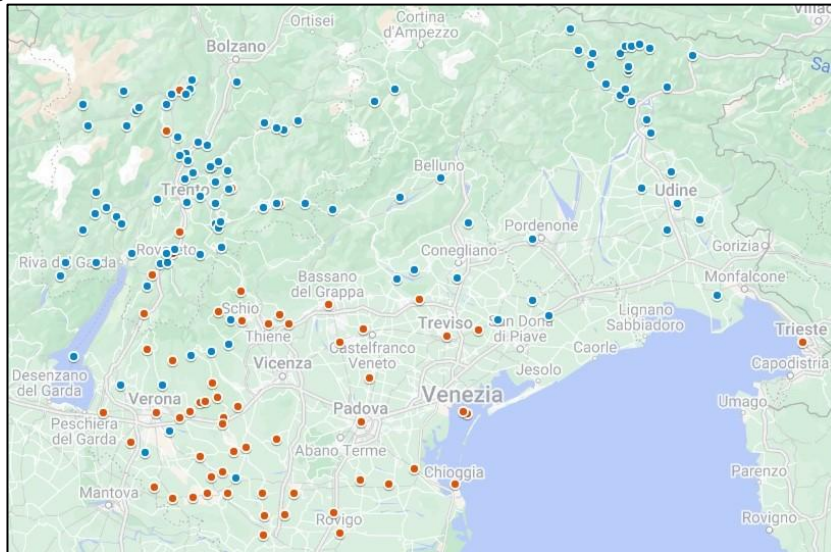 Ortisei
Cortina
d'Ampezzo
Bolzano
Belluno
Trento
Udine
Pordenone
Gorizia
Riva del Garda
Conegliano
Monfalcone
Bassano
del Grappa
Schio
Thiene
Treviso
San Donà
di Piave
Lignano
Sabbiadoro
Trieste
Castelfranco
Veneto
Caorle
Capodistria
Desenzano
del Garda
Vicenza
Jesolo
Verona
Venezia
Umago
Peschiera
del Garda
Padova
Abano Terme
Chioggia
Parenzo
Mantova
Rovigo
Rovigno